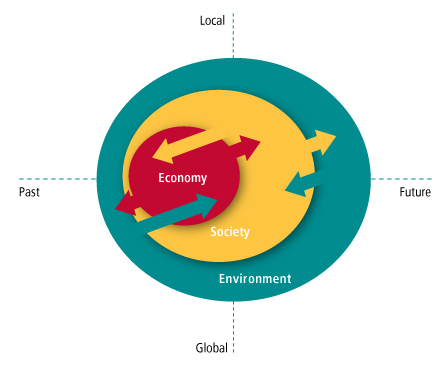 Local
Economy
Past
Future
Society
Environment
Global